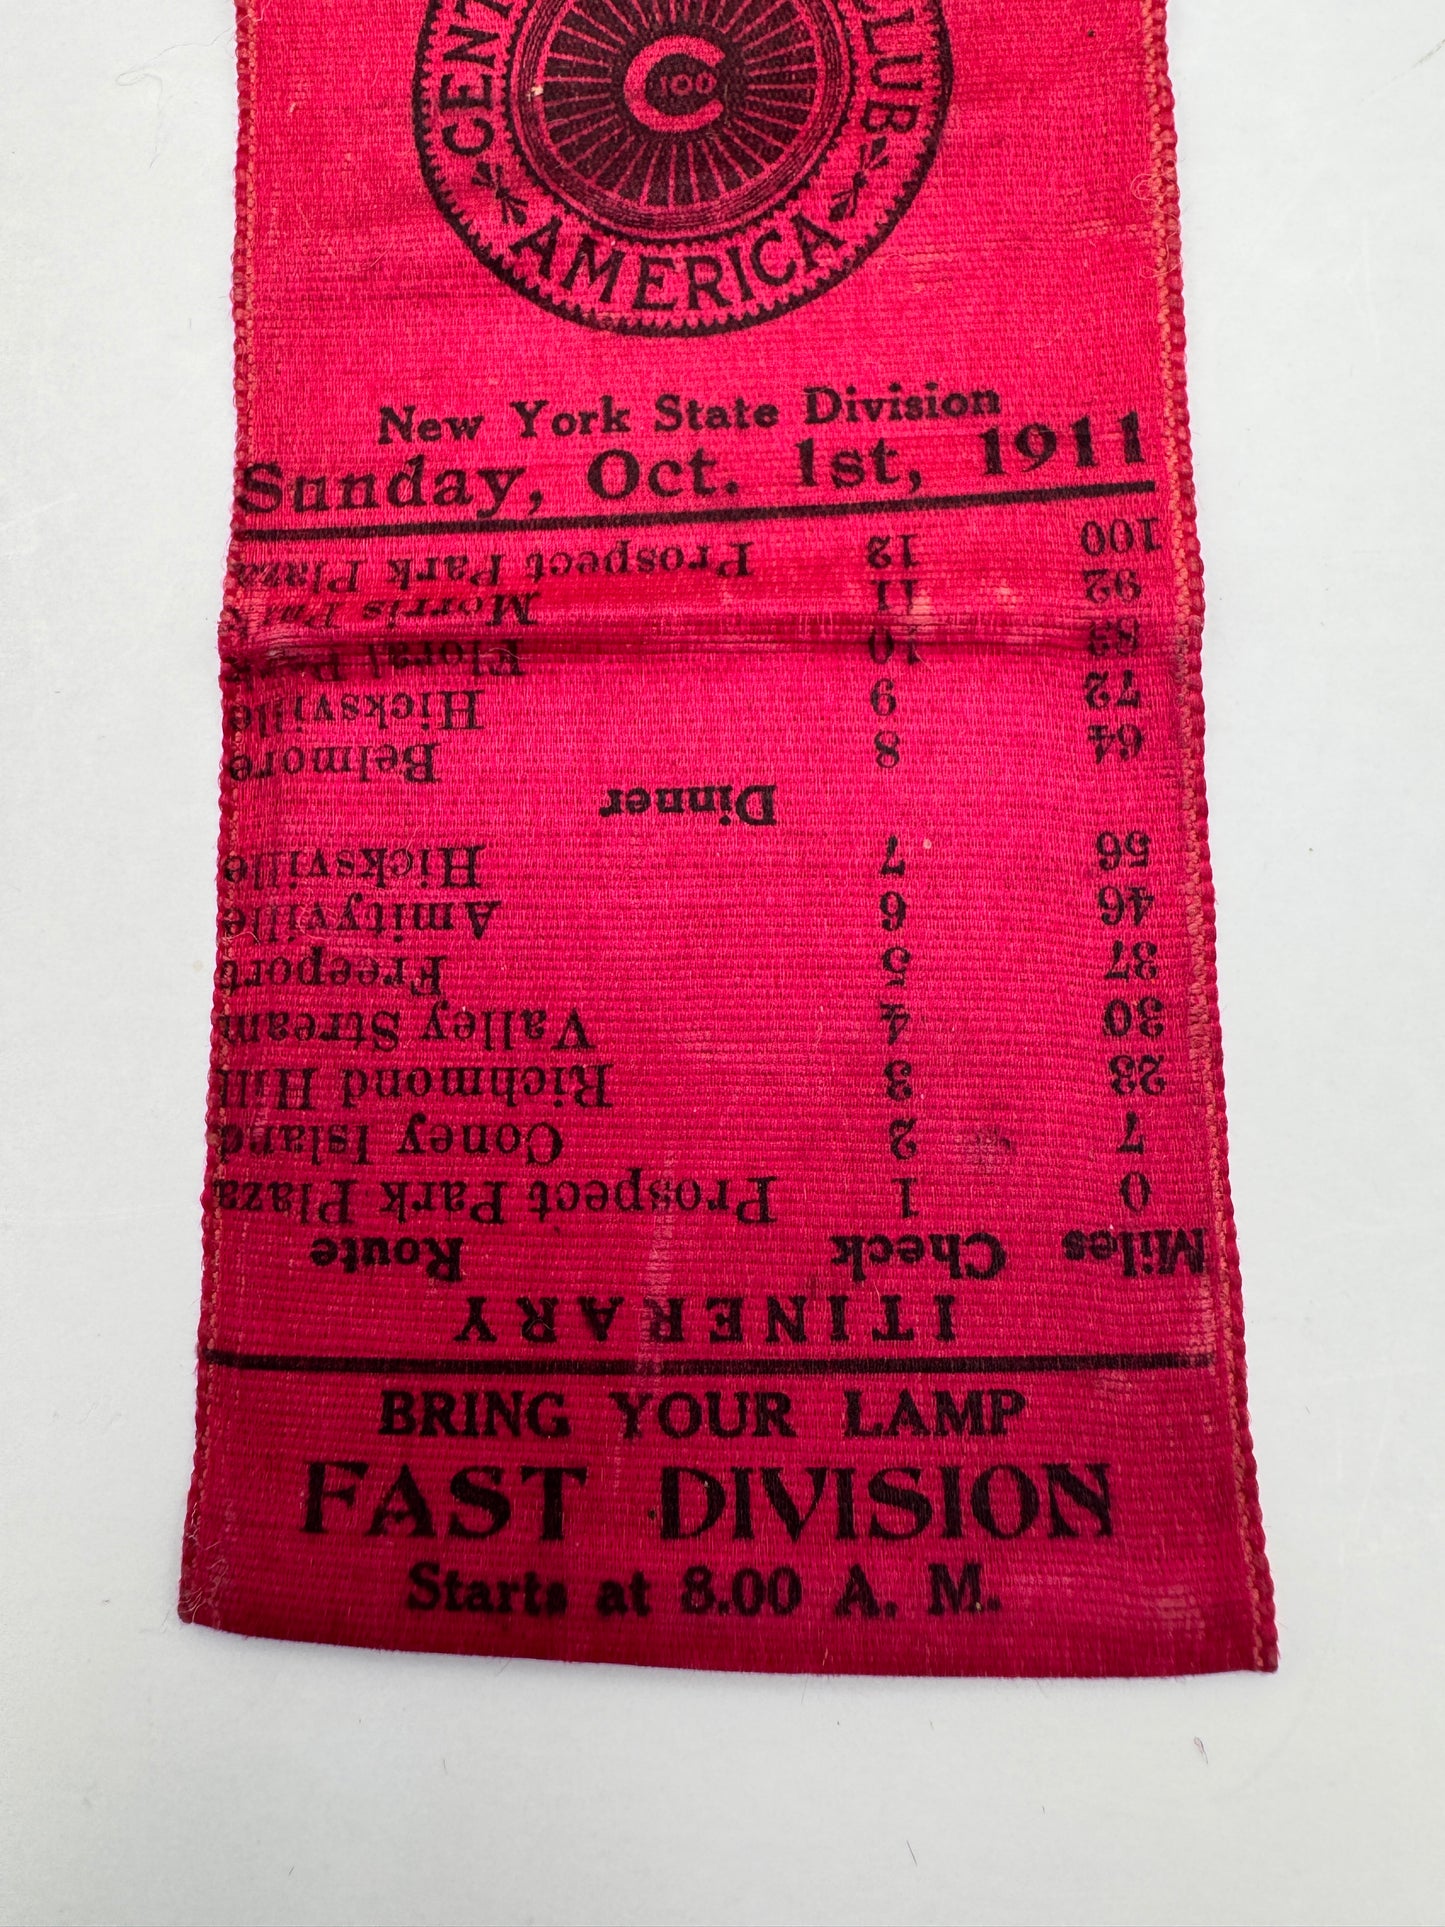 CENT
CLUB
C 100
AMERICA
New York State Division
Sunday, Oct. 1st, 1911
ITINERARY
Miles Check Route
0 1 Prospect Park Plaza
7 2 Coney Island
23 3 Richmond Hill
30 4 Valley Stream
37 5 Freeport
46 6 Amityville
56 7 Hicksville
Dinner
64 8 Belmore
72 9 Hicksville
83 10 Floral Park
92 11 Morris Park
100 12 Prospect Park Plaza
BRING YOUR LAMP
FAST DIVISION
Starts at 8.00 A. M.